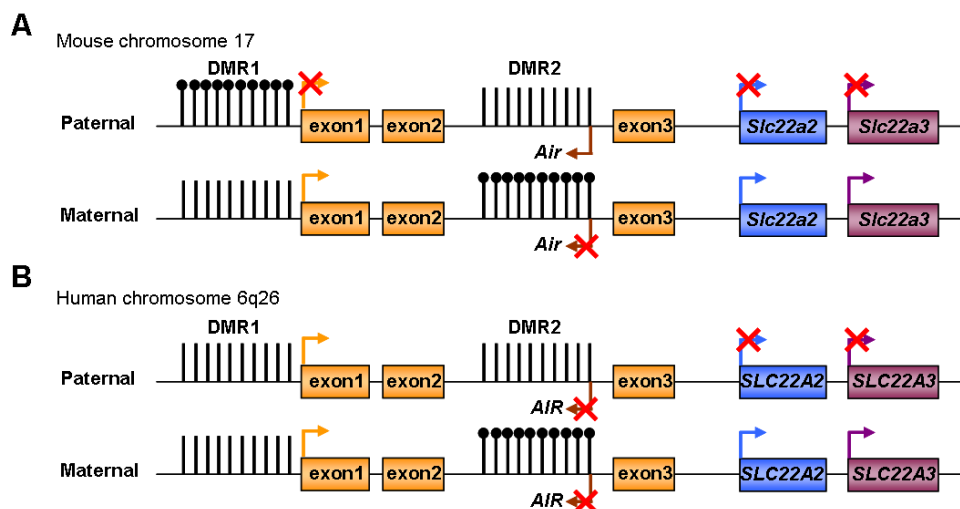 A
Mouse chromosome 17
DMR1 DMR2
Paternal exon1 exon2 exon3 Slc22a2 Slc22a3
Air
Maternal exon1 exon2 exon3 Slc22a2 Slc22a3
Air
B
Human chromosome 6q26
DMR1 DMR2
Paternal exon1 exon2 exon3 SLC22A2 SLC22A3
AIR
Maternal exon1 exon2 exon3 SLC22A2 SLC22A3
AIR